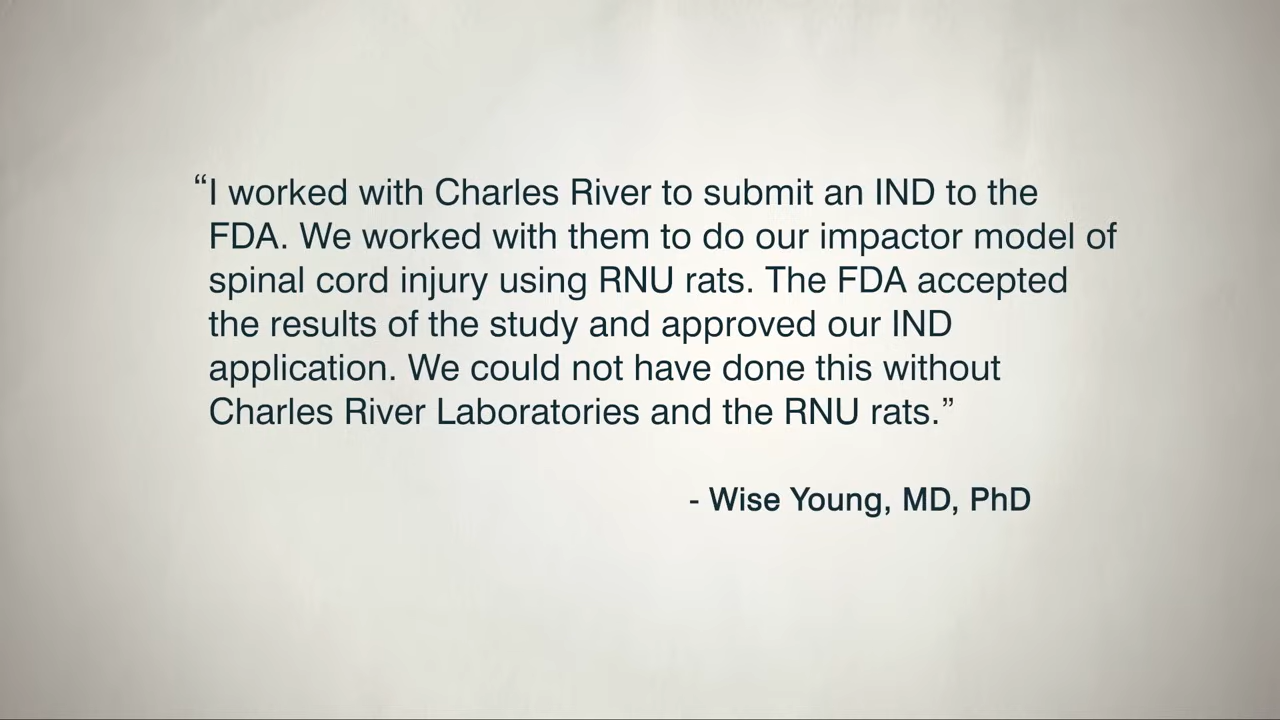 “I worked with Charles River to submit an IND to the
FDA. We worked with them to do our impactor model of
spinal cord injury using RNU rats. The FDA accepted
the results of the study and approved our IND
application. We could not have done this without
Charles River Laboratories and the RNU rats.”
- Wise Young, MD, PhD